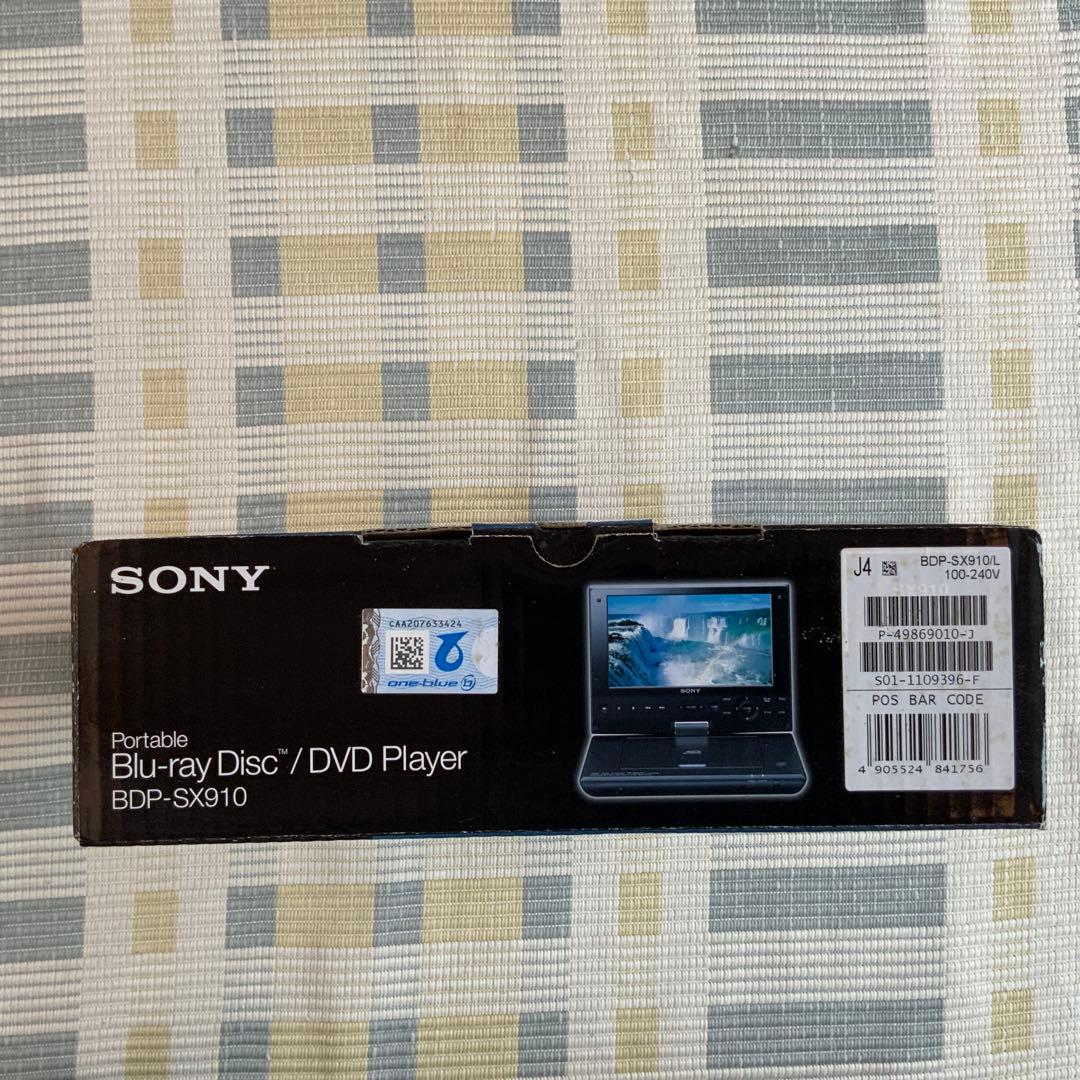 SONY
CAA207633424
one-blue
Portable
Blu-ray Disc™ / DVD Player
BDP-SX910
SONY
J4
BDP-SX910/L
100-240V
SX910
P-49869010-J
S01-1109396-F
POS BAR CODE
4 905524 841756